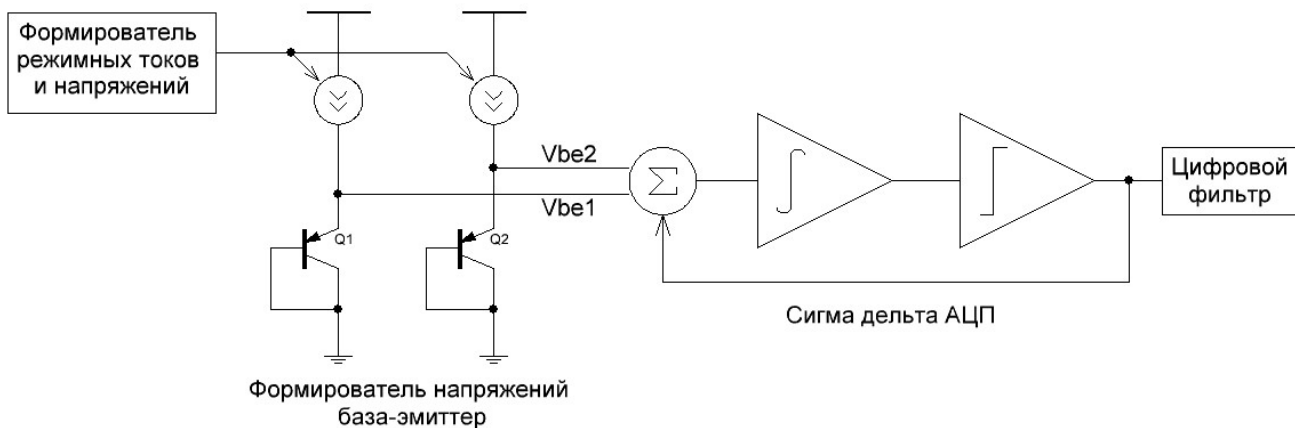 Формирователь
режимных токов
и напряжений
Vbe2
Vbe1
Σ
Q1
Q2
Цифровой
фильтр
Сигма дельта АЦП
Формирователь напряжений
база-эмиттер